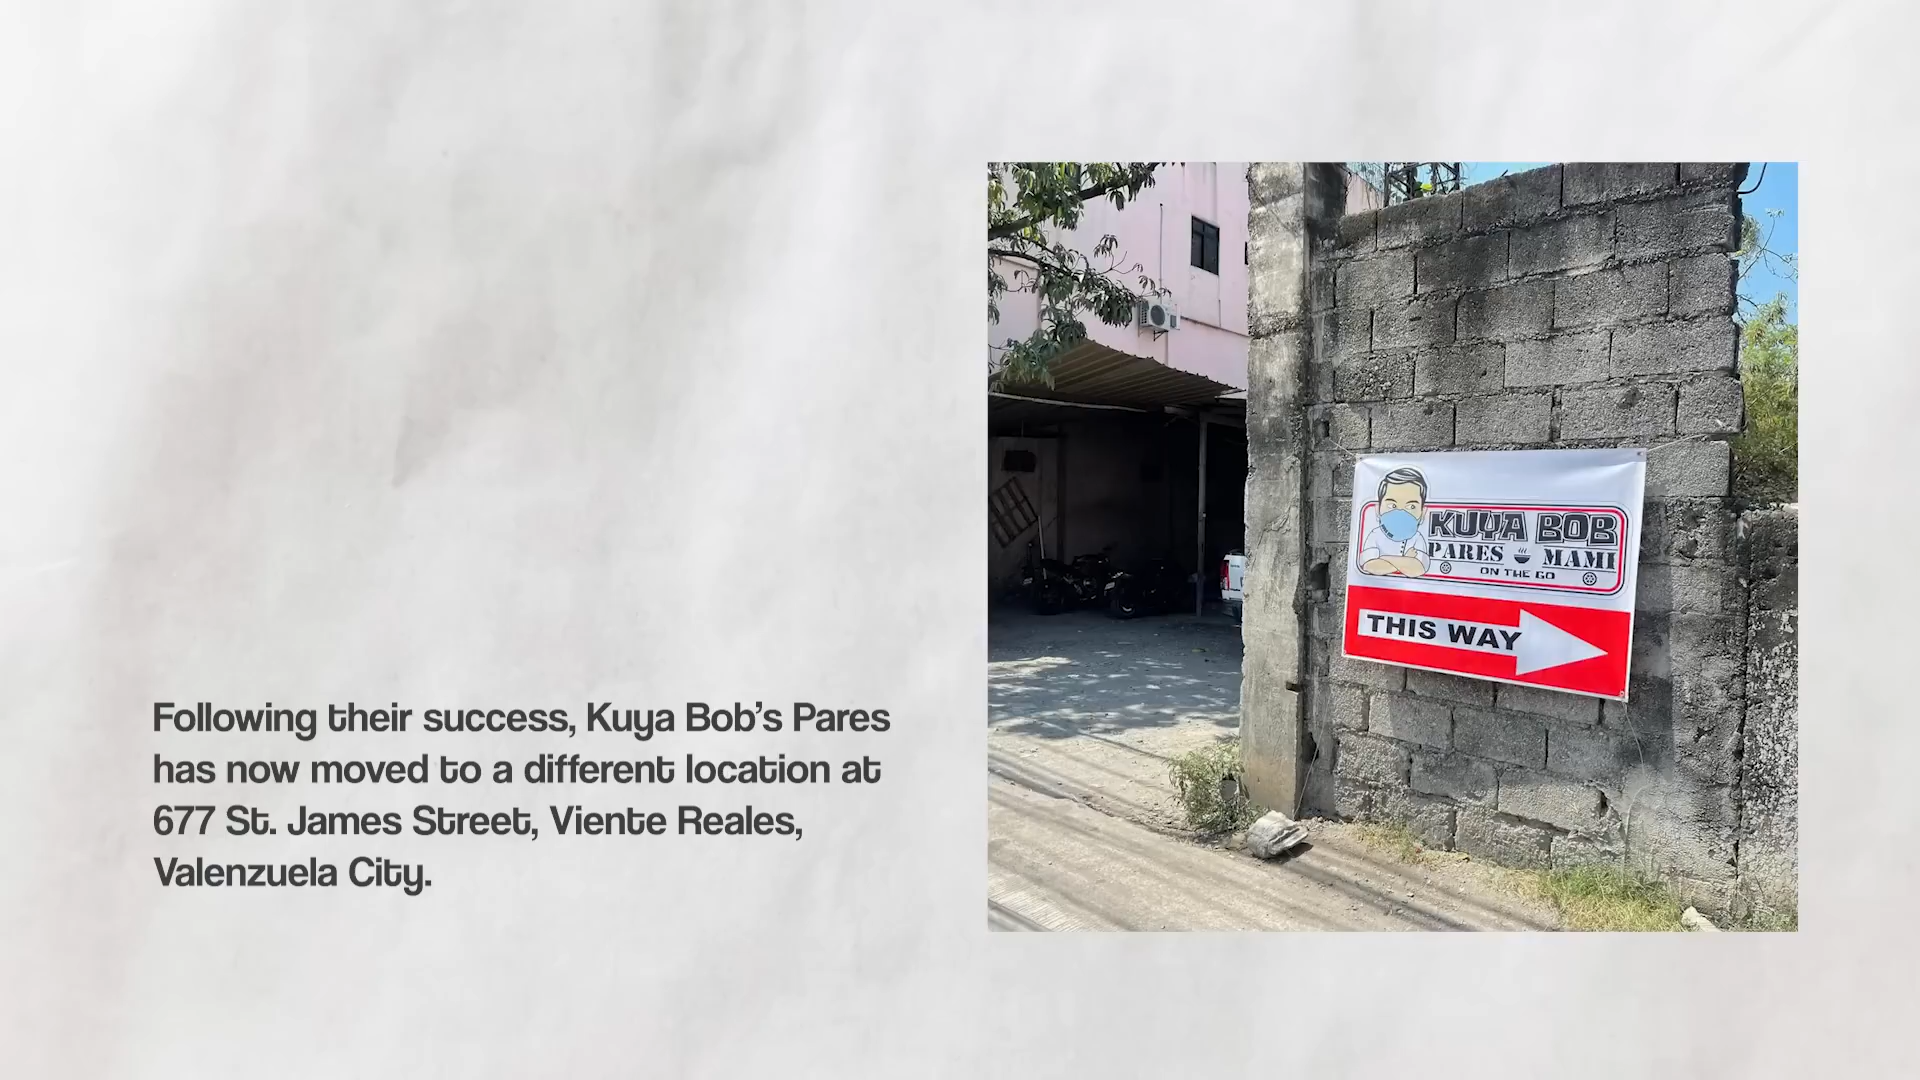 Following their success, Kuya Bob's Pares
has now moved to a different location at
677 St. James Street, Viente Reales,
Valenzuela City.
KUYA BOB
PARES MAMI
ON THE GO
THIS WAY